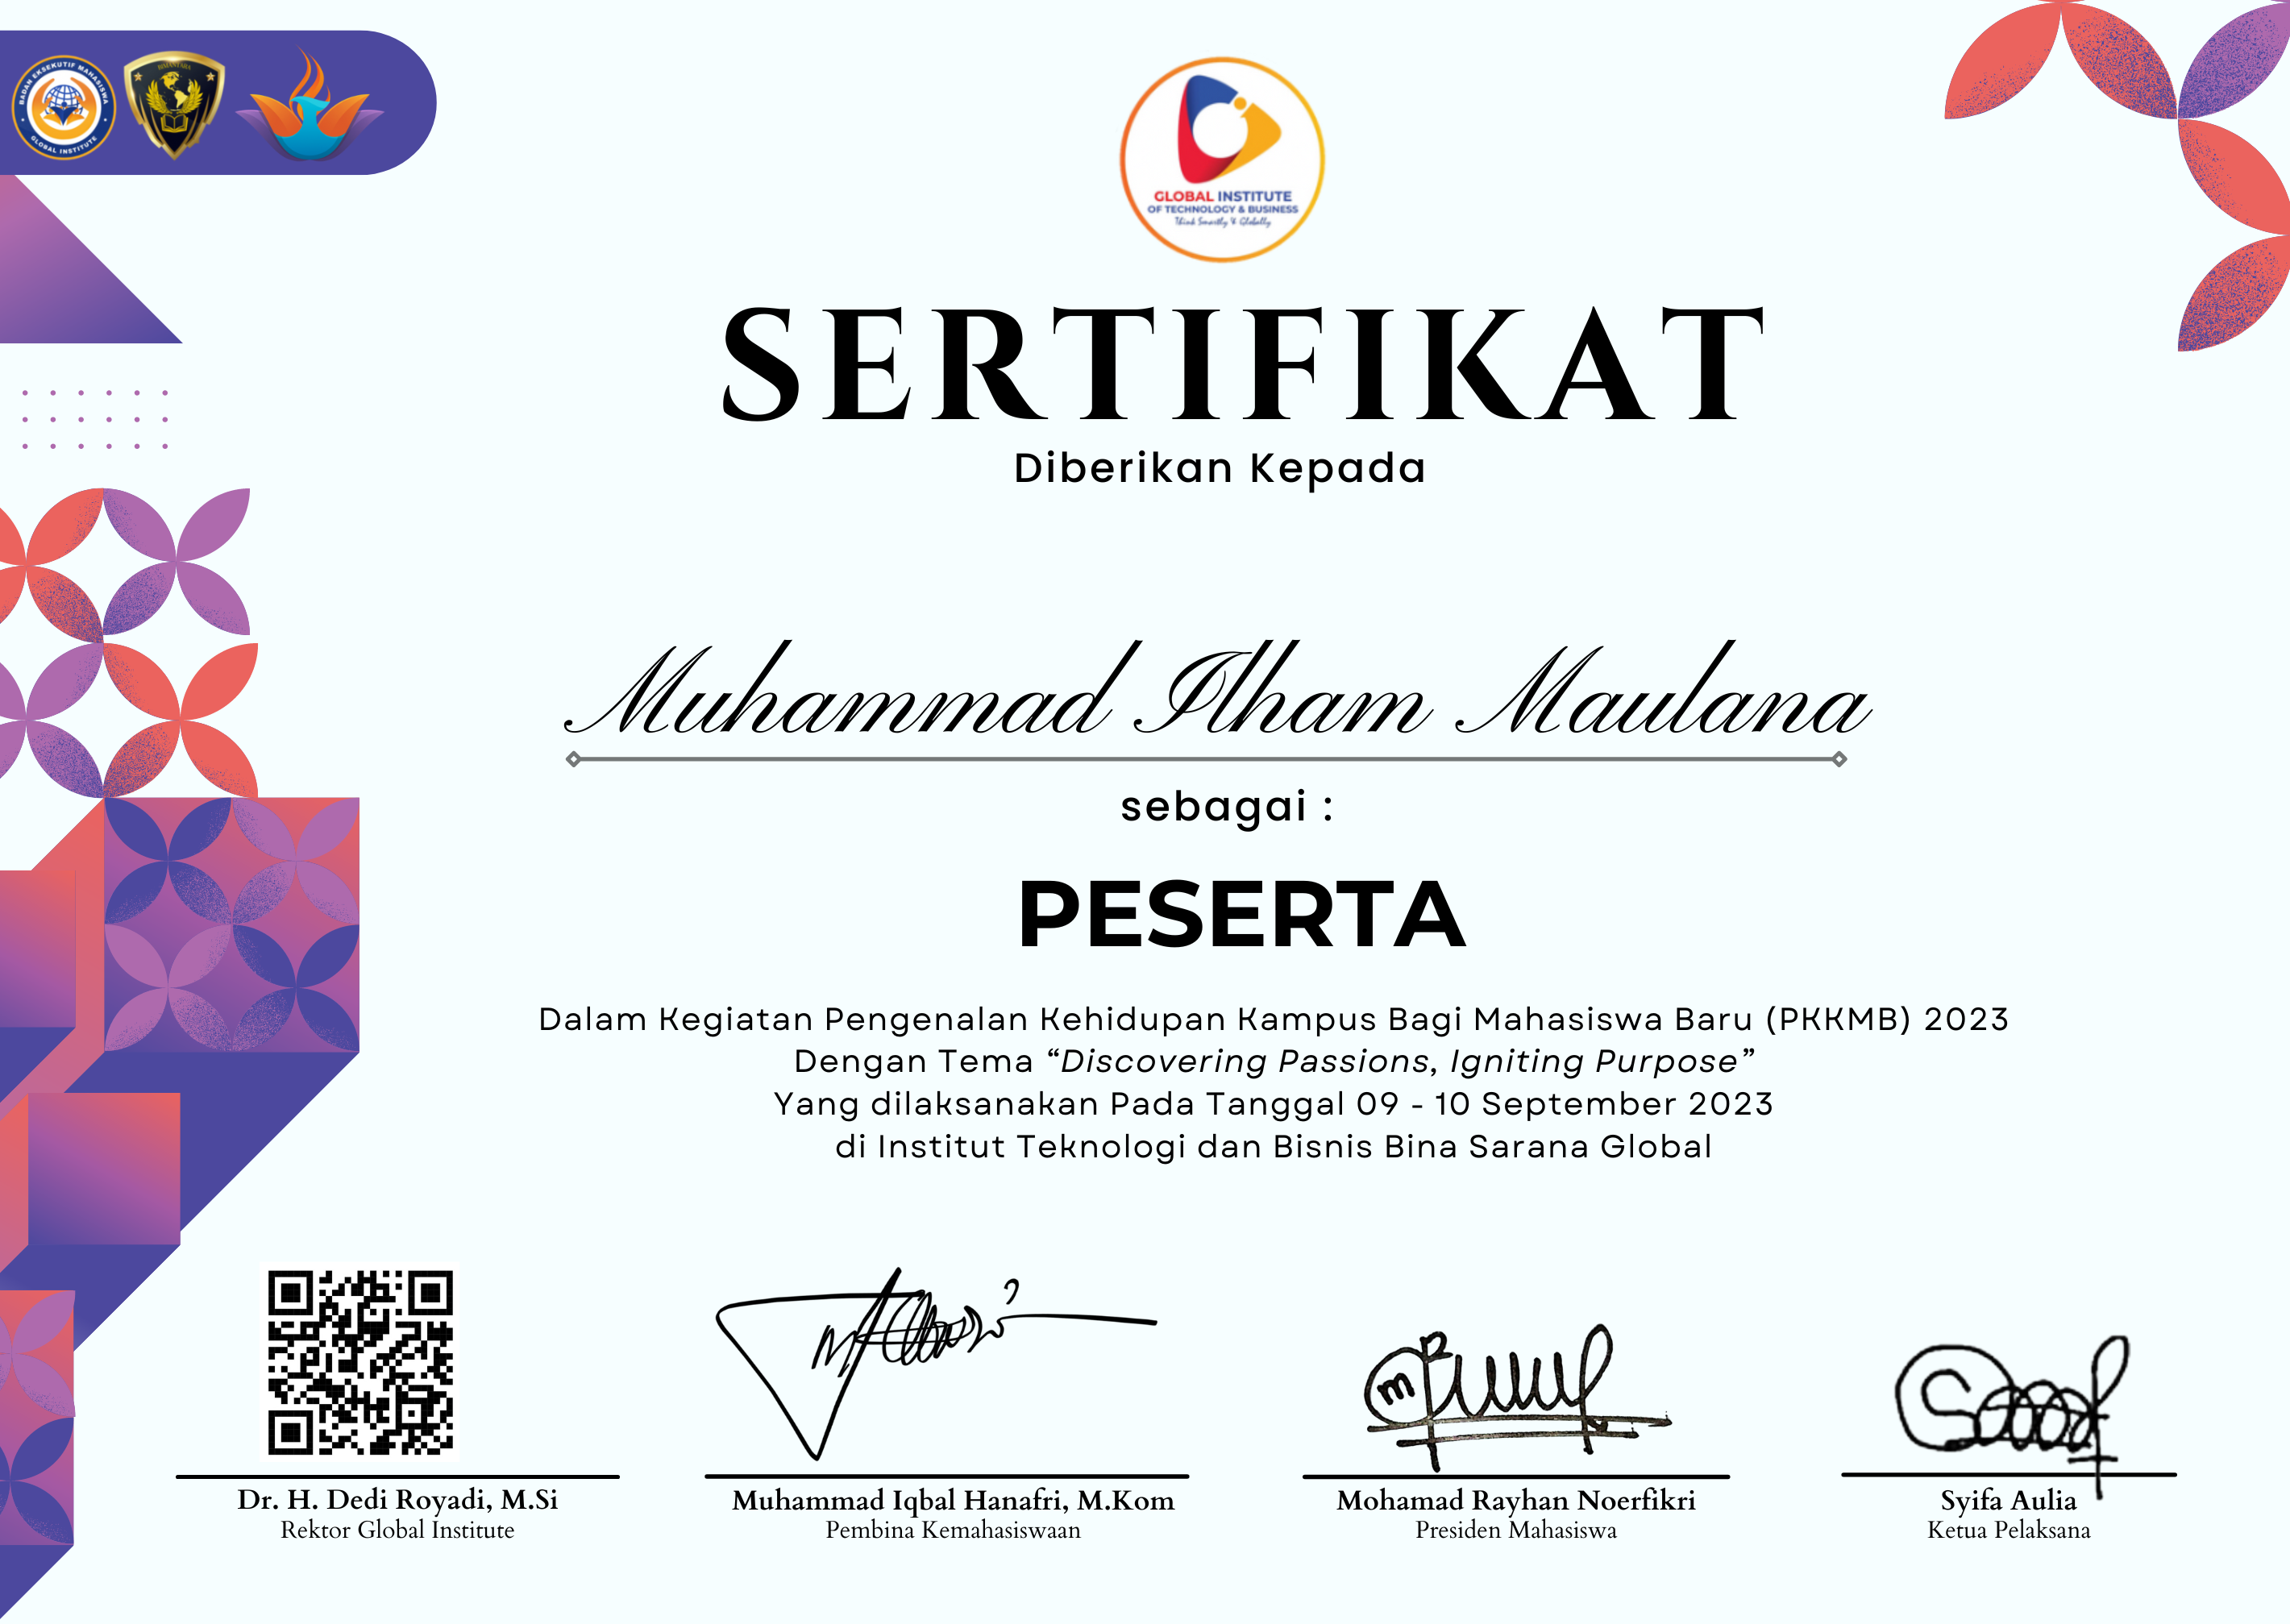 BADAN EKSEKUTIF MAHASISWA
GLOBAL INSTITUTE
GLOBAL INSTITUTE
OF TECHNOLOGY & BUSINESS
Think Smartly & Globally
SERTIFIKAT
Diberikan Kepada
Muhammad Ilham Maulana
sebagai :
PESERTA
Dalam Kegiatan Pengenalan Kehidupan Kampus Bagi Mahasiswa Baru (PKKMB) 2023
Dengan Tema “Discovering Passions, Igniting Purpose”
Yang dilaksanakan Pada Tanggal 09 - 10 September 2023
di Institut Teknologi dan Bisnis Bina Sarana Global
Dr. H. Dedi Royadi, M.Si
Rektor Global Institute
Muhammad Iqbal Hanafri, M.Kom
Pembina Kemahasiswaan
Mohamad Rayhan Noerfikri
Presiden Mahasiswa
Syifa Aulia
Ketua Pelaksana